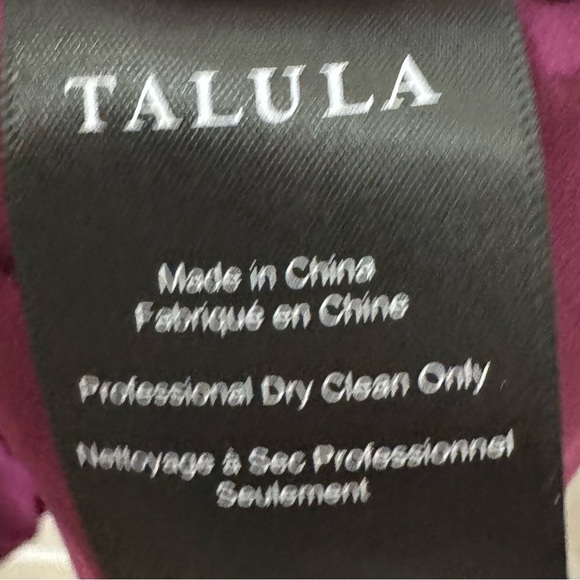 TALULA
Made in China
Fabriqué en Chine
Professional Dry Clean Only
Nettoyage à Sec Professionnel
Seulement